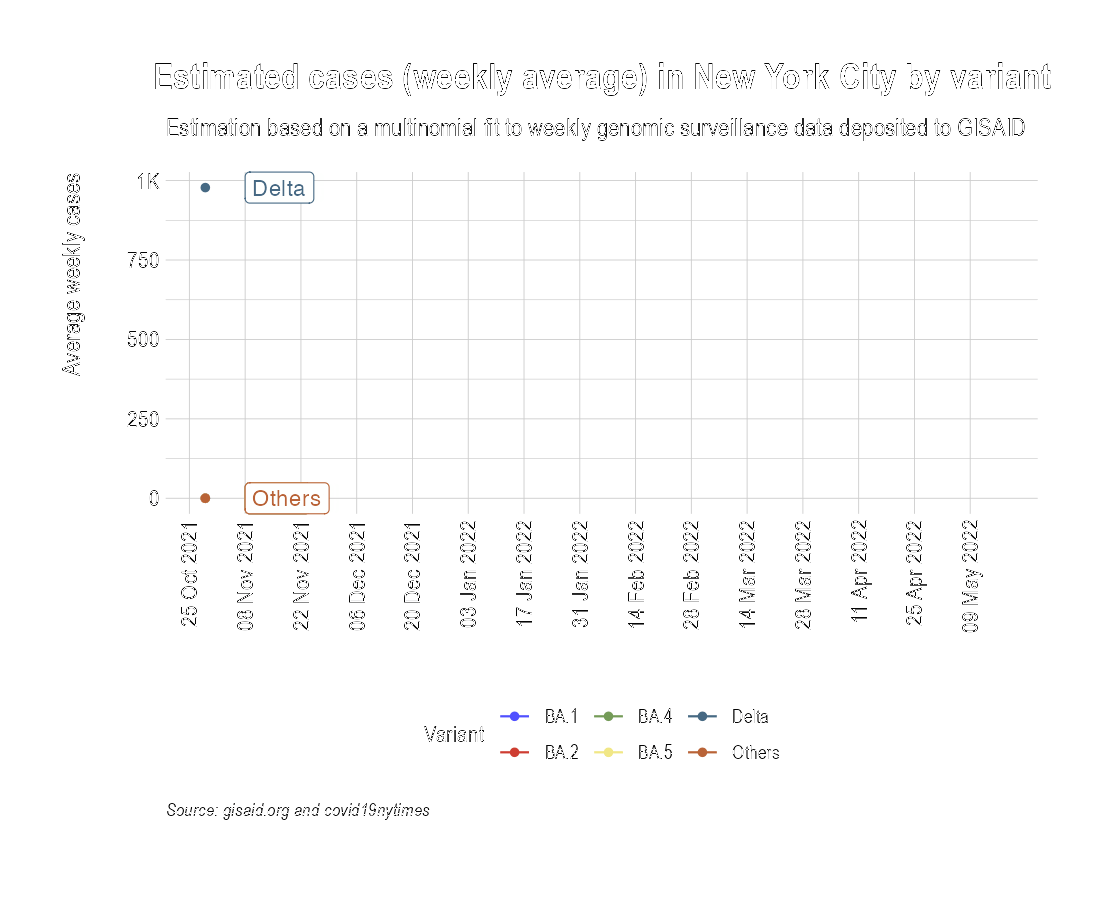 Estimated cases (weekly average) in New York City by variant
Estimation based on a multinomial fit to weekly genomic surveillance data deposited to GISAID
Average weekly cases
1K
750
500
250
0
Delta
Others
25 Oct 2021
08 Nov 2021
22 Nov 2021
06 Dec 2021
20 Dec 2021
03 Jan 2022
17 Jan 2022
31 Jan 2022
14 Feb 2022
28 Feb 2022
14 Mar 2022
28 Mar 2022
11 Apr 2022
25 Apr 2022
09 May 2022
Variant
BA.1
BA.4
Delta
BA.2
BA.5
Others
Source: gisaid.org and covid19nytimes